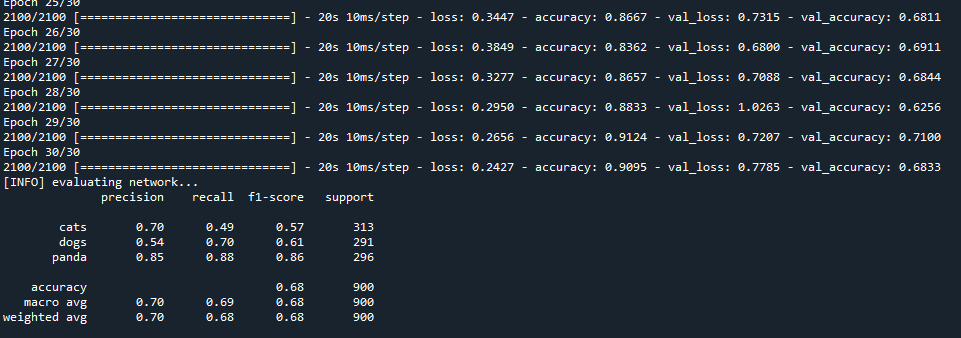 Epoch 25/30
2100/2100 [==============================] - 20s 10ms/step - loss: 0.3447 - accuracy: 0.8667 - val_loss: 0.7315 - val_accuracy: 0.6811
Epoch 26/30
2100/2100 [==============================] - 20s 10ms/step - loss: 0.3849 - accuracy: 0.8362 - val_loss: 0.6800 - val_accuracy: 0.6911
Epoch 27/30
2100/2100 [==============================] - 20s 10ms/step - loss: 0.3277 - accuracy: 0.8657 - val_loss: 0.7088 - val_accuracy: 0.6844
Epoch 28/30
2100/2100 [==============================] - 20s 10ms/step - loss: 0.2950 - accuracy: 0.8833 - val_loss: 1.0263 - val_accuracy: 0.6256
Epoch 29/30
2100/2100 [==============================] - 20s 10ms/step - loss: 0.2656 - accuracy: 0.9124 - val_loss: 0.7207 - val_accuracy: 0.7100
Epoch 30/30
2100/2100 [==============================] - 20s 10ms/step - loss: 0.2427 - accuracy: 0.9095 - val_loss: 0.7785 - val_accuracy: 0.6833
[INFO] evaluating network...
precision recall f1-score support
cats 0.70 0.49 0.57 313
dogs 0.54 0.70 0.61 291
panda 0.85 0.88 0.86 296
accuracy 0.68 900
macro avg 0.70 0.69 0.68 900
weighted avg 0.70 0.68 0.68 900